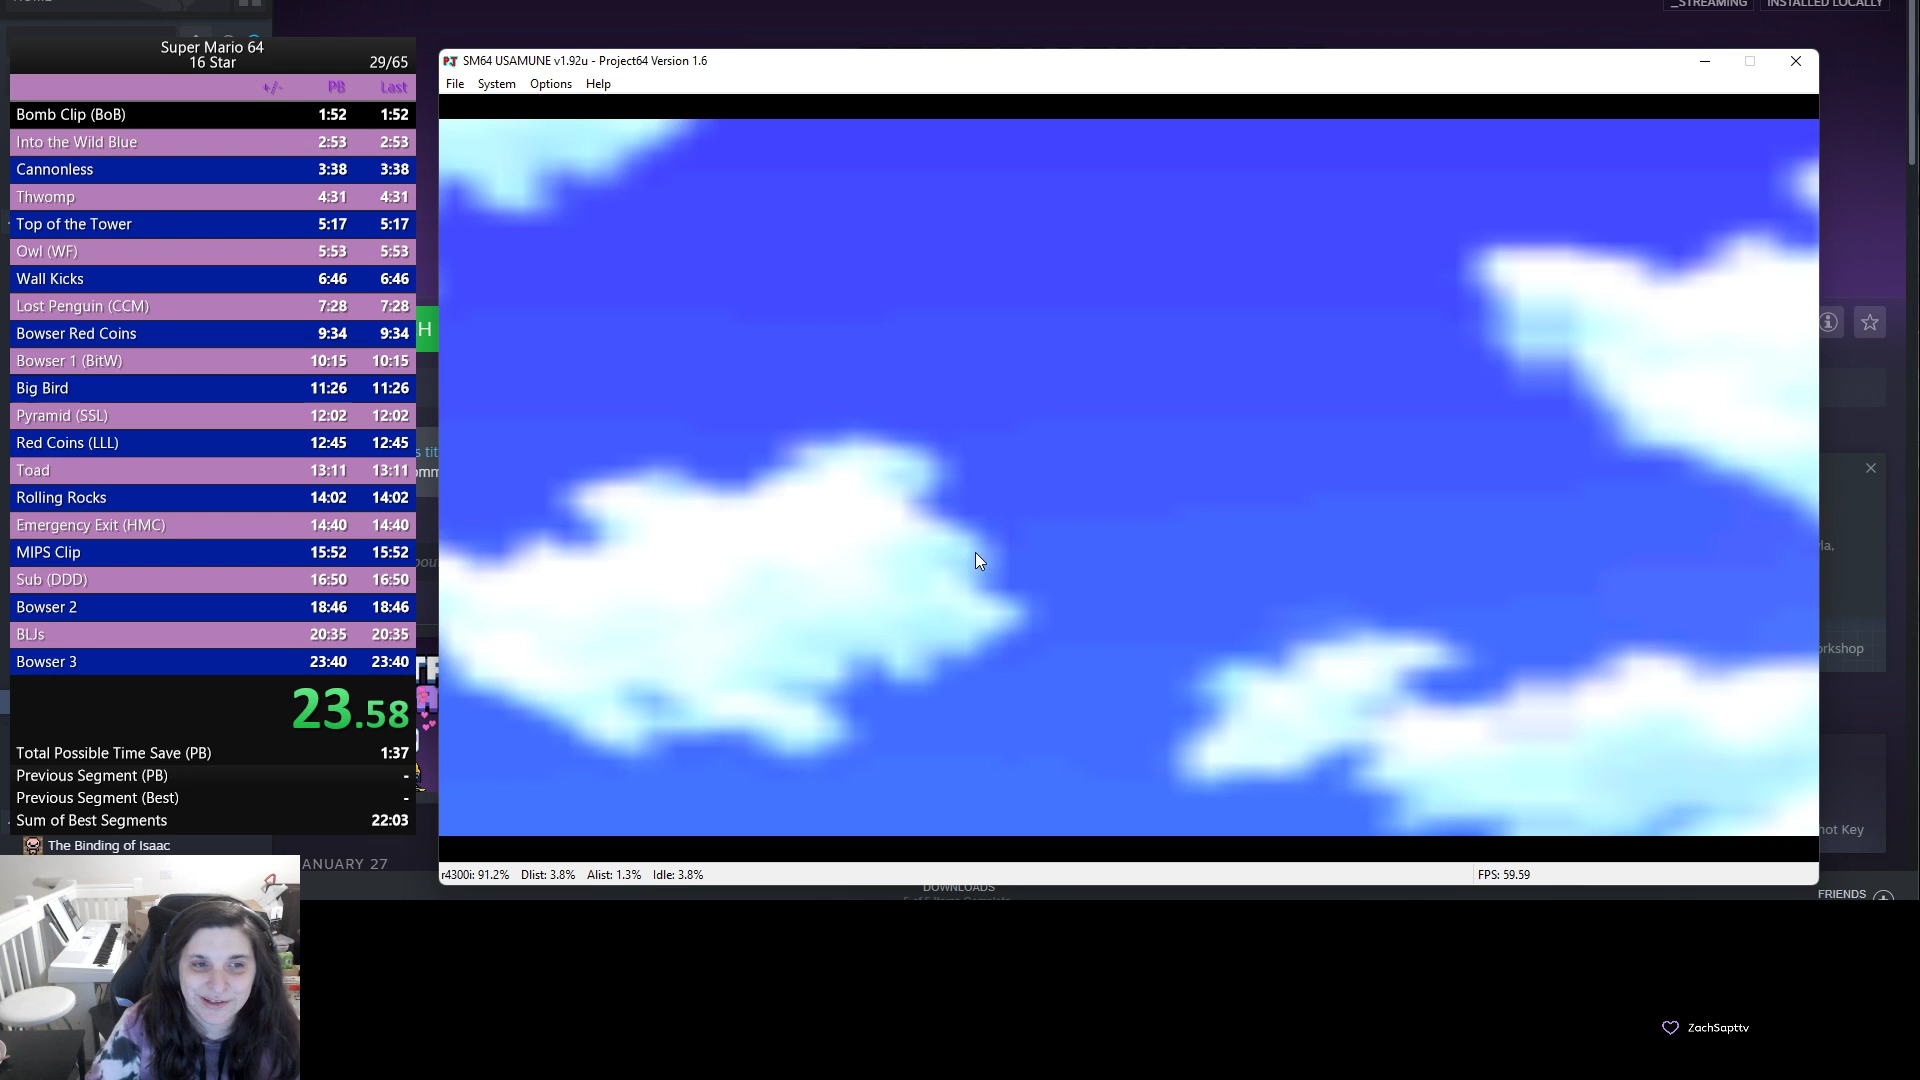 _STREAMING
INSTALLED LOCALLY
Super Mario 64
16 Star
29/65
+/- PB Last
Bomb Clip (BoB) 1:52 1:52
Into the Wild Blue 2:53 2:53
Cannonless 3:38 3:38
Thwomp 4:31 4:31
Top of the Tower 5:17 5:17
Owl (WF) 5:53 5:53
Wall Kicks 6:46 6:46
Lost Penguin (CCM) 7:28 7:28
Bowser Red Coins 9:34 9:34
Bowser 1 (BitW) 10:15 10:15
Big Bird 11:26 11:26
Pyramid (SSL) 12:02 12:02
Red Coins (LLL) 12:45 12:45
Toad 13:11 13:11
Rolling Rocks 14:02 14:02
Emergency Exit (HMC) 14:40 14:40
MIPS Clip 15:52 15:52
Sub (DDD) 16:50 16:50
Bowser 2 18:46 18:46
BLJs 20:35 20:35
Bowser 3 23:40 23:40
23.58
Total Possible Time Save (PB) 1:37
Previous Segment (PB) -
Previous Segment (Best) -
Sum of Best Segments 22:03
The Binding of Isaac
SM64 USAMUNE v1.92u - Project64 Version 1.6
File System Options Help
r4300i: 91.2% Dlist: 3.8% Alist: 1.3% Idle: 3.8%
FPS: 59.59
ANUARY 27
DOWNLOADS
FRIENDS
H
la,
rkshop
not Key
ZachSapttv